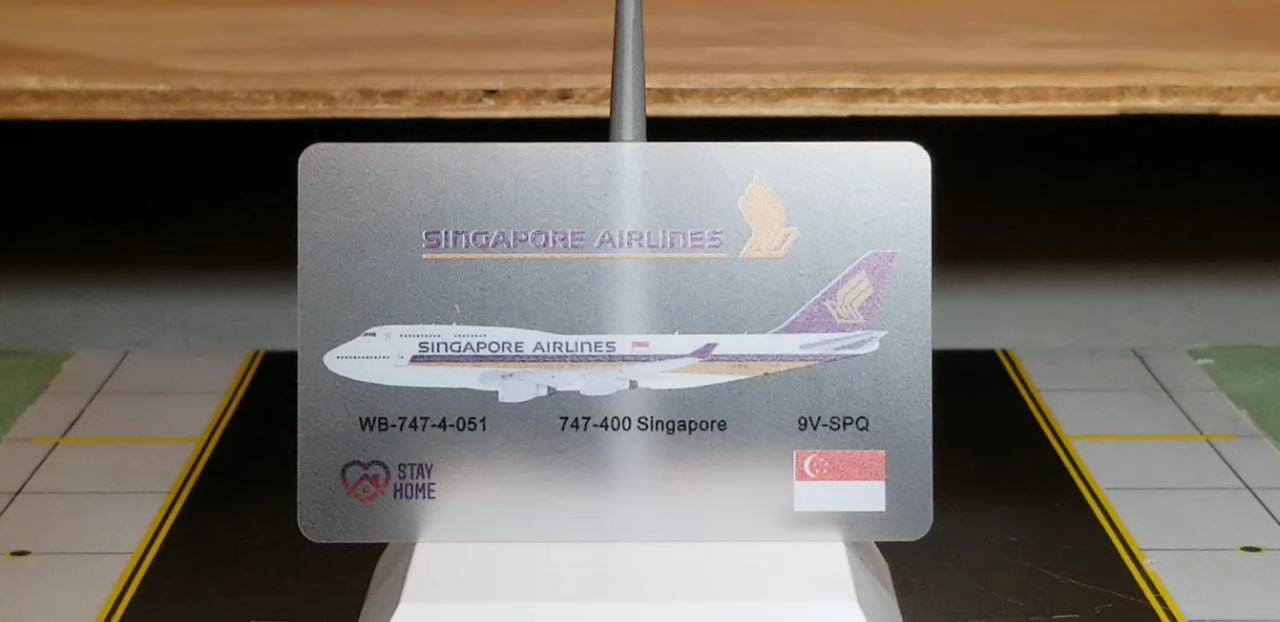 SINGAPORE AIRLINES
SINGAPORE AIRLINES
WB-747-4-051 747-400 Singapore 9V-SPQ
STAY
HOME